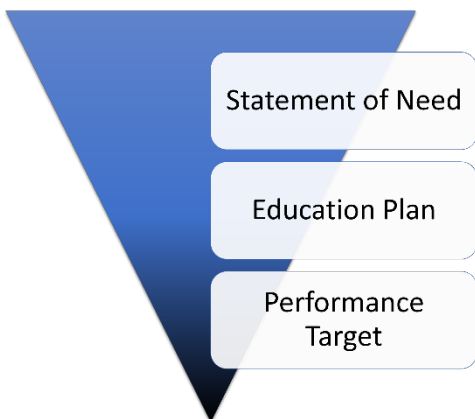 Statement of Need
Education Plan
Performance
Target